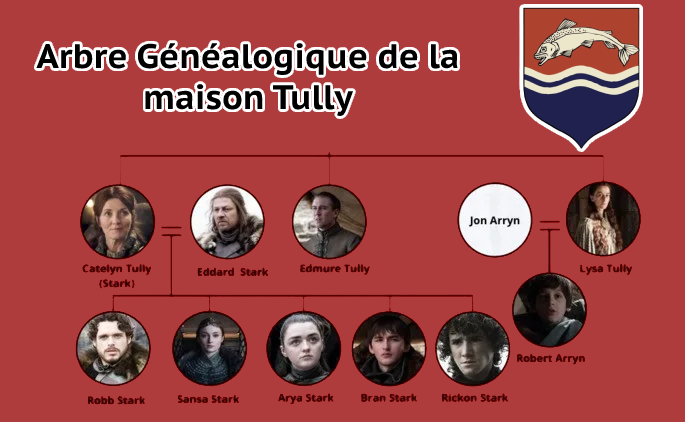 Arbre Généalogique de la
maison Tully
Jon Arryn
Catelyn Tully
(Stark)
Eddard Stark
Edmure Tully
Lysa Tully
Robert Arryn
Robb Stark
Sansa Stark
Arya Stark
Bran Stark
Rickon Stark